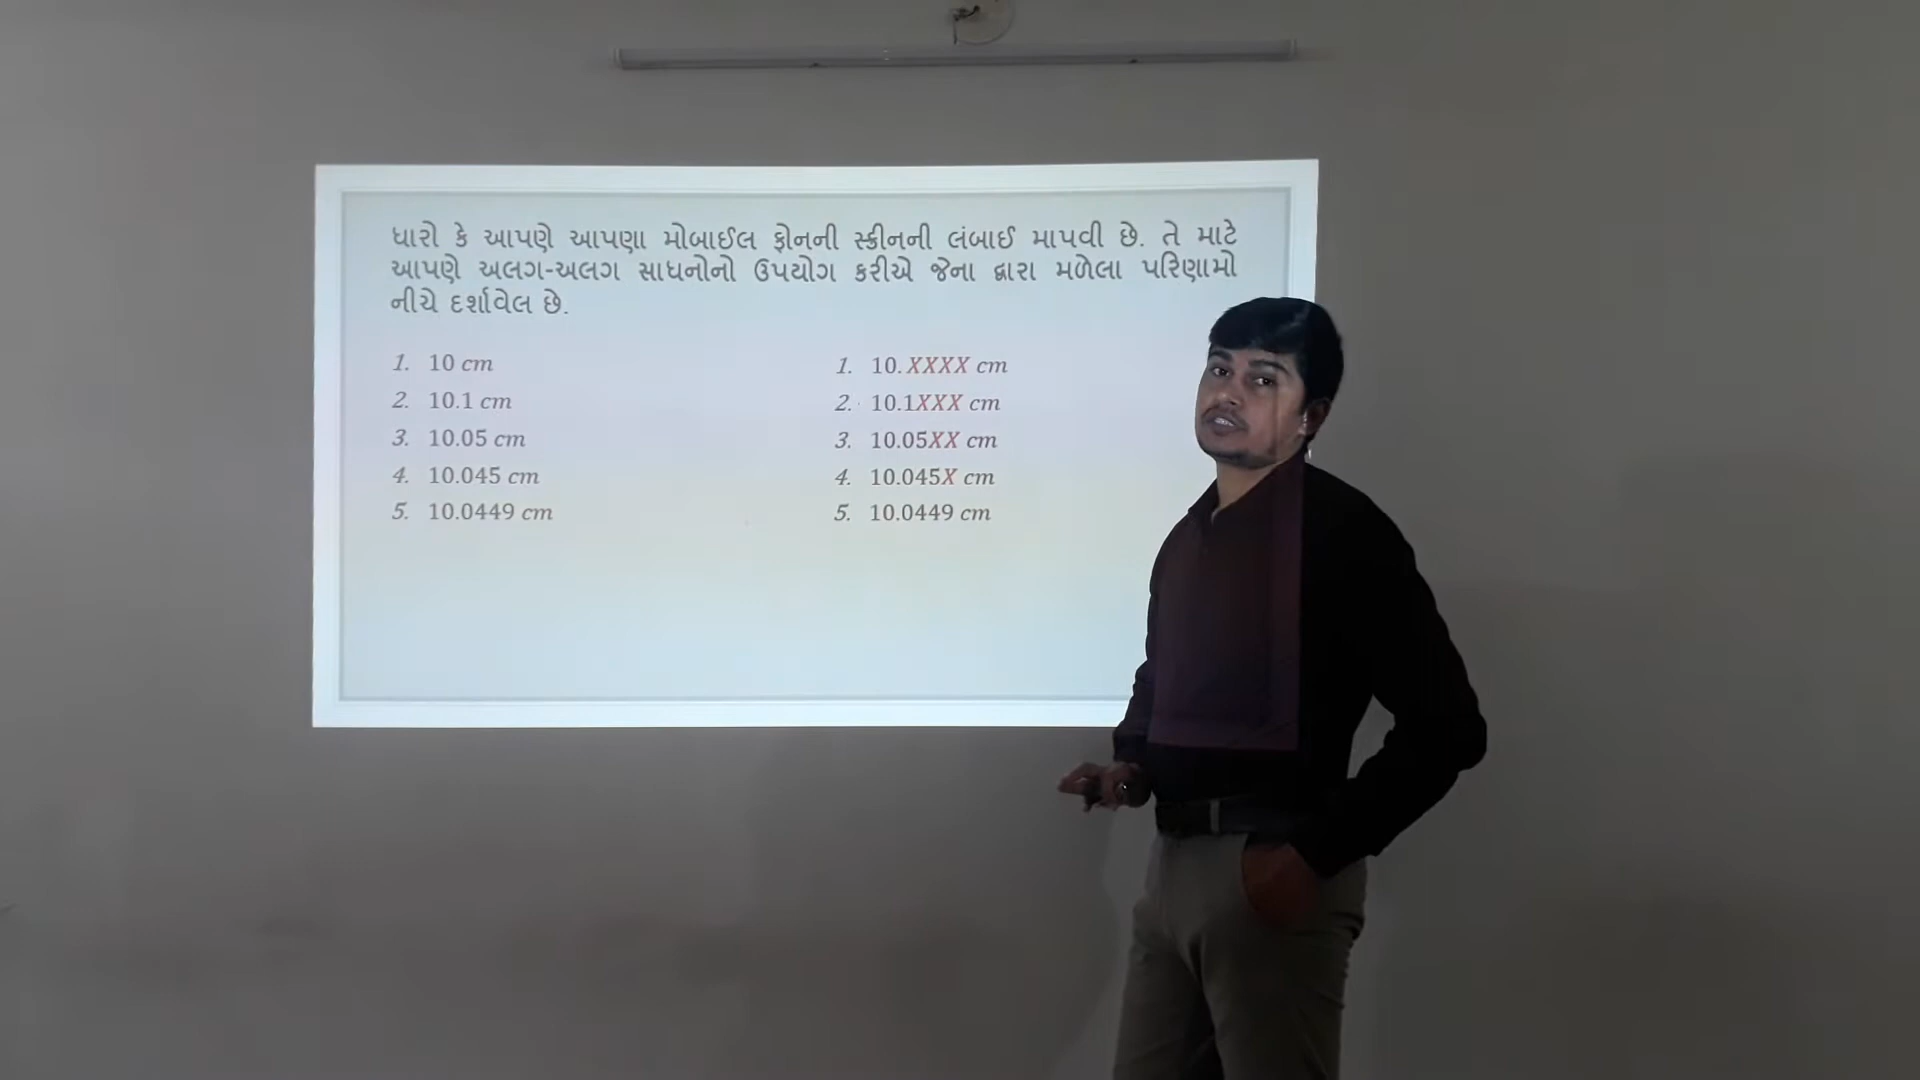 ધારો કે આપણે આપણા મોબાઈલ ફોનની સ્ક્રીનની લંબાઈ માપવી છે. તે માટે
આપણે અલગ-અલગ સાધનોનો ઉપયોગ કરીએ જેના દ્વારા મળેલા પરિણામો
નીચે દર્શાવેલ છે.
1. 10 cm
2. 10.1 cm
3. 10.05 cm
4. 10.045 cm
5. 10.0449 cm
1. 10.XXXX cm
2. 10.1XXX cm
3. 10.05XX cm
4. 10.045X cm
5. 10.0449 cm